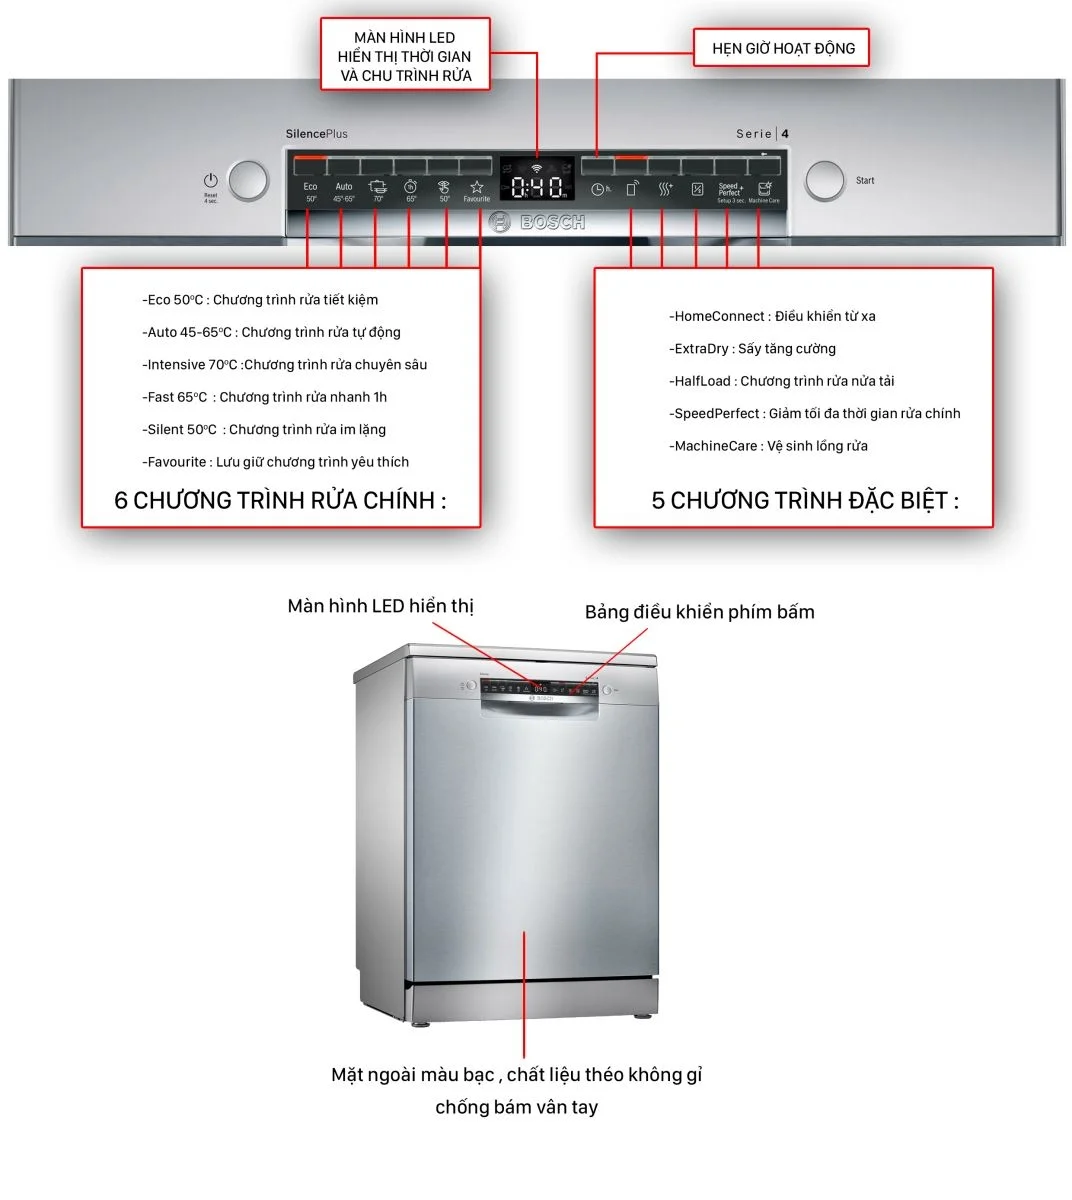 MÀN HÌNH LED
HIỂN THỊ THỜI GIAN
VÀ CHU TRÌNH RỬA
HẸN GIỜ HOẠT ĐỘNG
SilencePlus
Serie | 4
Reset
4 sec.
Eco
50°
Auto
45°-65°
70°
1h
65°
50°
Favourite
0:40
h.
Speed
Perfect +
Setup 3 sec.
Machine Care
Start
BOSCH
-Eco 50ºC : Chương trình rửa tiết kiệm
-Auto 45-65ºC : Chương trình rửa tự động
-Intensive 70ºC :Chương trình rửa chuyên sâu
-Fast 65ºC : Chương trình rửa nhanh 1h
-Silent 50ºC : Chương trình rửa im lặng
-Favourite : Lưu giữ chương trình yêu thích
6 CHƯƠNG TRÌNH RỬA CHÍNH :
-HomeConnect : Điều khiển từ xa
-ExtraDry : Sấy tăng cường
-HalfLoad : Chương trình rửa nửa tải
-SpeedPerfect : Giảm tối đa thời gian rửa chính
-MachineCare : Vệ sinh lồng rửa
5 CHƯƠNG TRÌNH ĐẶC BIỆT :
Màn hình LED hiển thị
Bảng điều khiển phím bấm
BOSCH
Mặt ngoài màu bạc , chất liệu théo không gỉ
chống bám vân tay